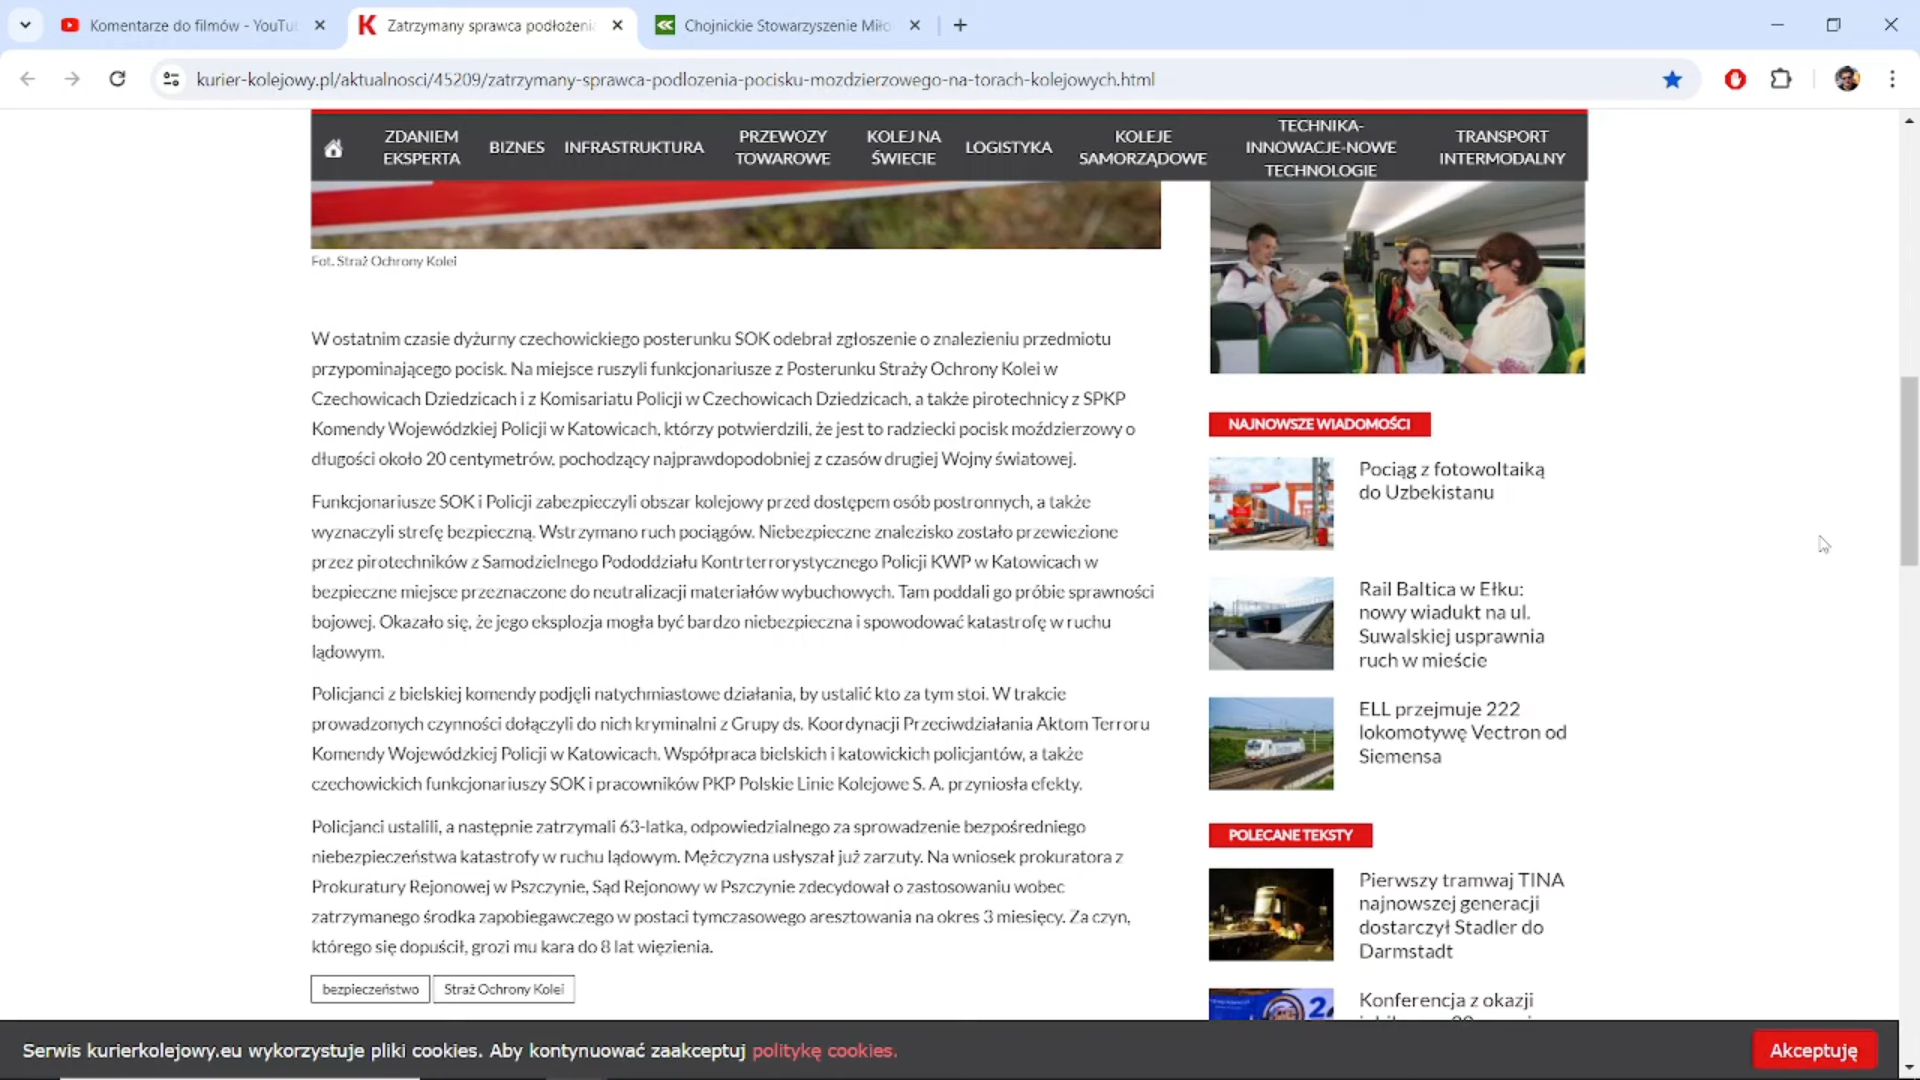 Komentarze do filmów - YouTu
Zatrzymany sprawca podłożeni
Chojnickie Stowarzyszenie Miło
kurier-kolejowy.pl/aktualnosci/45209/zatrzymany-sprawca-podlozenia-pocisku-mozdzierzowego-na-torach-kolejowych.html
ZDANIEM
EKSPERTA
BIZNES
INFRASTRUKTURA
PRZEWOZY
TOWAROWE
KOLEJ NA
ŚWIECIE
LOGISTYKA
KOLEJE
SAMORZĄDOWE
TECHNIKA-
INNOWACJE-NOWE
TECHNOLOGIE
TRANSPORT
INTERMODALNY
Fot. Straż Ochrony Kolei
W ostatnim czasie dyżurny czechowickiego posterunku SOK odebrał zgłoszenie o znalezieniu przedmiotu
przypominającego pocisk. Na miejsce ruszyli funkcjonariusze z Posterunku Straży Ochrony Kolei w
Czechowicach Dziedzicach i z Komisariatu Policji w Czechowicach Dziedzicach, a także pirotechnicy z SPKP
Komendy Wojewódzkiej Policji w Katowicach, którzy potwierdzili, że jest to radziecki pocisk moździerzowy o
długości około 20 centymetrów, pochodzący najprawdopodobniej z czasów drugiej Wojny światowej.
Funkcjonariusze SOK i Policji zabezpieczyli obszar kolejowy przed dostępem osób postronnych, a także
wyznaczyli strefę bezpieczną. Wstrzymano ruch pociągów. Niebezpieczne znalezisko zostało przewiezione
przez pirotechników z Samodzielnego Pododdziału Kontrterrorystycznego Policji KWP w Katowicach w
bezpieczne miejsce przeznaczone do neutralizacji materiałów wybuchowych. Tam poddali go próbie sprawności
bojowej. Okazało się, że jego eksplozja mogła być bardzo niebezpieczna i spowodować katastrofę w ruchu
lądowym.
Policjanci z bielskiej komendy podjęli natychmiastowe działania, by ustalić kto za tym stoi. W trakcie
prowadzonych czynności dołączyli do nich kryminalni z Grupy ds. Koordynacji Przeciwdziałania Aktom Terroru
Komendy Wojewódzkiej Policji w Katowicach. Współpraca bielskich i katowickich policjantów, a także
czechowickich funkcjonariuszy SOK i pracowników PKP Polskie Linie Kolejowe S. A. przyniosła efekty.
Policjanci ustalili, a następnie zatrzymali 63-latka, odpowiedzialnego za sprowadzenie bezpośredniego
niebezpieczeństwa katastrofy w ruchu lądowym. Mężczyzna usłyszał już zarzuty. Na wniosek prokuratora z
Prokuratury Rejonowej w Pszczynie, Sąd Rejonowy w Pszczynie zdecydował o zastosowaniu wobec
zatrzymanego środka zapobiegawczego w postaci tymczasowego aresztowania na okres 3 miesięcy. Za czyn,
którego się dopuścił, grozi mu kara do 8 lat więzienia.
bezpieczeństwo
Straż Ochrony Kolei
NAJNOWSZE WIADOMOŚCI
Pociąg z fotowoltaiką
do Uzbekistanu
Rail Baltica w Ełku:
nowy wiadukt na ul.
Suwalskiej usprawnia
ruch w mieście
ELL przejmuje 222
lokomotywę Vectron od
Siemensa
POLECANE TEKSTY
Pierwszy tramwaj TINA
najnowszej generacji
dostarczył Stadler do
Darmstadt
Konferencja z okazji
Serwis kurierkolejowy.eu wykorzystuje pliki cookies. Aby kontynuować zaakceptuj politykę cookies.
Akceptuję